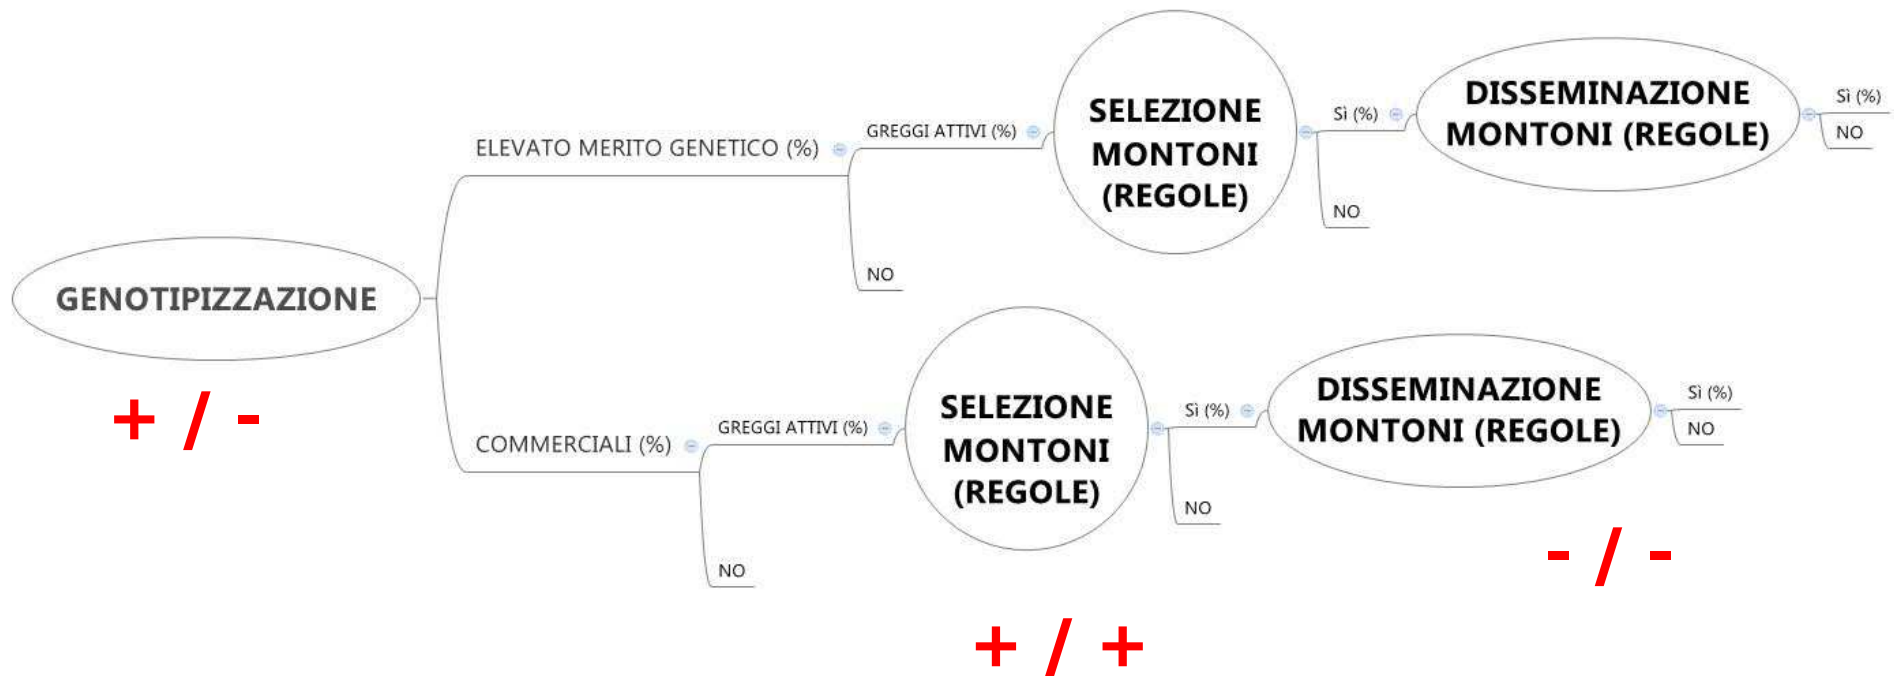 GENOTIPIZZAZIONE
+ / -
ELEVATO MERITO GENETICO (%)
GREGGI ATTIVI (%)
NO
SELEZIONE
MONTONI
(REGOLE)
Sì (%)
NO
DISSEMINAZIONE
MONTONI (REGOLE)
Sì (%)
NO
COMMERCIALI (%)
GREGGI ATTIVI (%)
NO
SELEZIONE
MONTONI
(REGOLE)
Sì (%)
NO
DISSEMINAZIONE
MONTONI (REGOLE)
Sì (%)
NO
- / -
+ / +